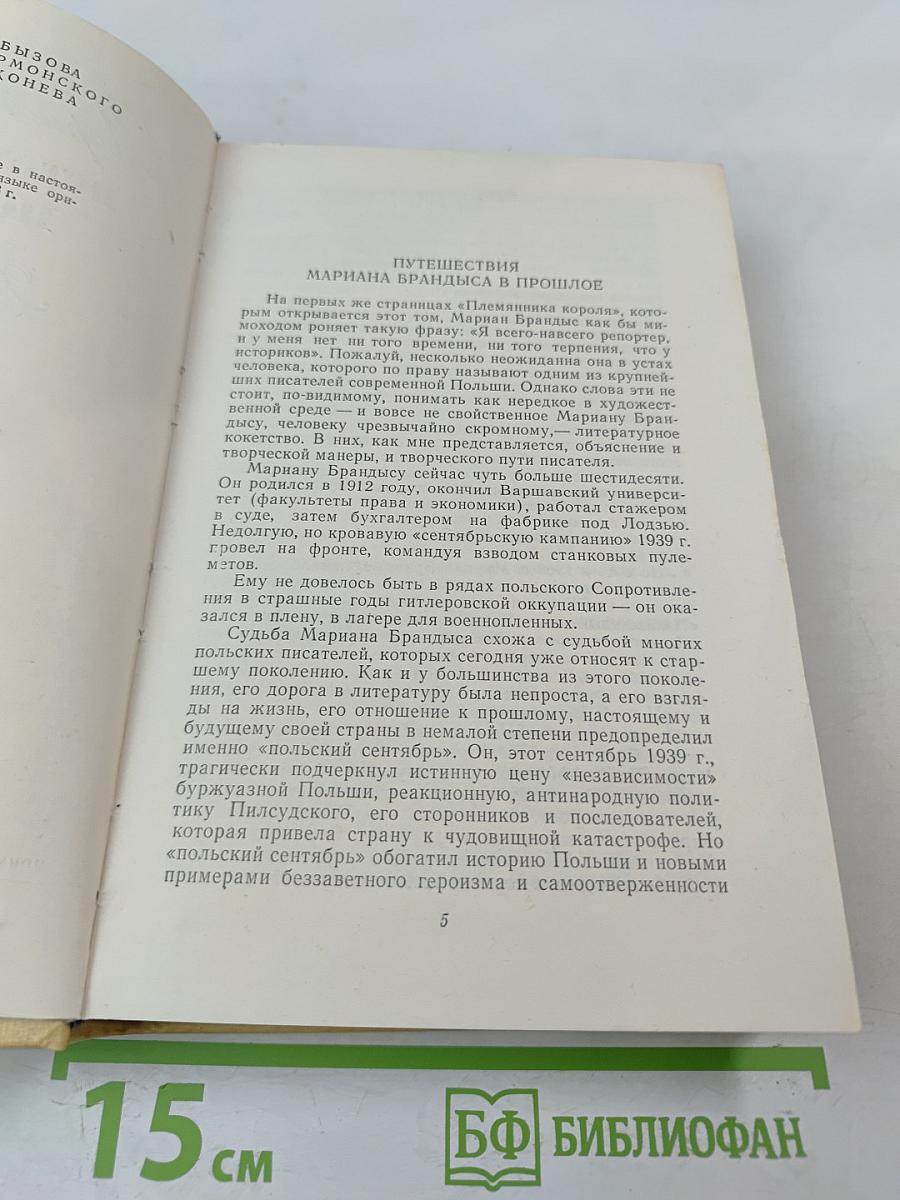 БЫЗОВА
РМОНСКОГО
КОНЕВА
е в настоя-
языке ори-
г.
ПУТЕШЕСТВИЯ
МАРИАНА БРАНДЫСА В ПРОШЛОЕ
На первых же страницах «Племянника короля», кото-
рым открывается этот том, Мариан Брандыс как бы ми-
моходом роняет такую фразу: «Я всего-навсего репортер,
и у меня нет ни того времени, ни того терпения, что у
историков». Пожалуй, несколько неожиданна она в устах
человека, которого по праву называют одним из крупней-
ших писателей современной Польши. Однако слова эти не
стоит, по-видимому, понимать как нередкое в художест-
венной среде — и вовсе не свойственное Мариану Бран-
дысу, человеку чрезвычайно скромному,— литературное
кокетство. В них, как мне представляется, объяснение и
творческой манеры, и творческого пути писателя.
Мариану Брандысу сейчас чуть больше шестидесяти.
Он родился в 1912 году, окончил Варшавский универси-
тет (факультеты права и экономики), работал стажером
в суде, затем бухгалтером на фабрике под Лодзью.
Недолгую, но кровавую «сентябрьскую кампанию» 1939 г.
провел на фронте, командуя взводом станковых пуле-
метов.
Ему не довелось быть в рядах польского Сопротивле-
ния в страшные годы гитлеровской оккупации — он ока-
зался в плену, в лагере для военнопленных.
Судьба Мариана Брандыса схожа с судьбой многих
польских писателей, которых сегодня уже относят к стар-
шему поколению. Как и у большинства из этого поколе-
ния, его дорога в литературу была непроста, а его взгля-
ды на жизнь, его отношение к прошлому, настоящему и
будущему своей страны в немалой степени предопределил
именно «польский сентябрь». Он, этот сентябрь 1939 г.,
трагически подчеркнул истинную цену «независимости»
буржуазной Польши, реакционную, антинародную поли-
тику Пилсудского, его сторонников и последователей,
которая привела страну к чудовищной катастрофе. Но
«польский сентябрь» обогатил историю Польши и новыми
примерами беззаветного героизма и самоотверженности
5
15 см
БФ БИБЛИОФАН